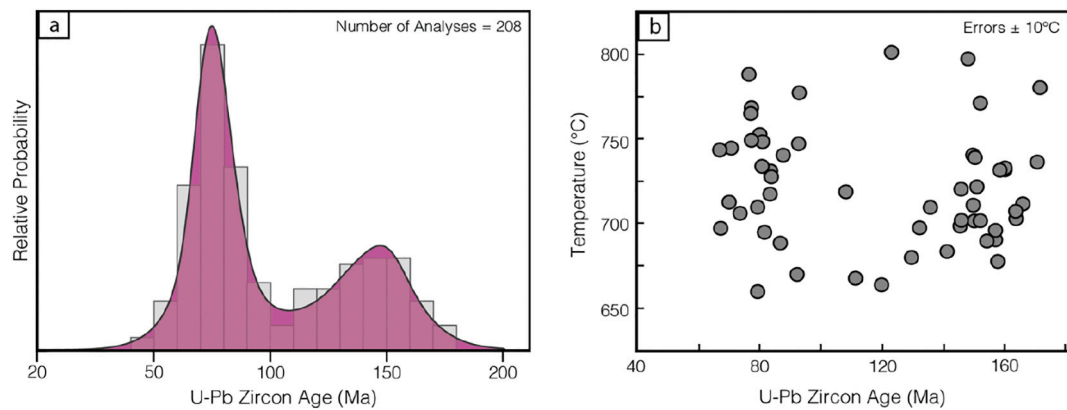 a
Number of Analyses = 208
Relative Probability
20
50
100
150
200
U-Pb Zircon Age (Ma)
b
Errors ± 10°C
800
750
700
650
Temperature (°C)
40
80
120
160
U-Pb Zircon Age (Ma)